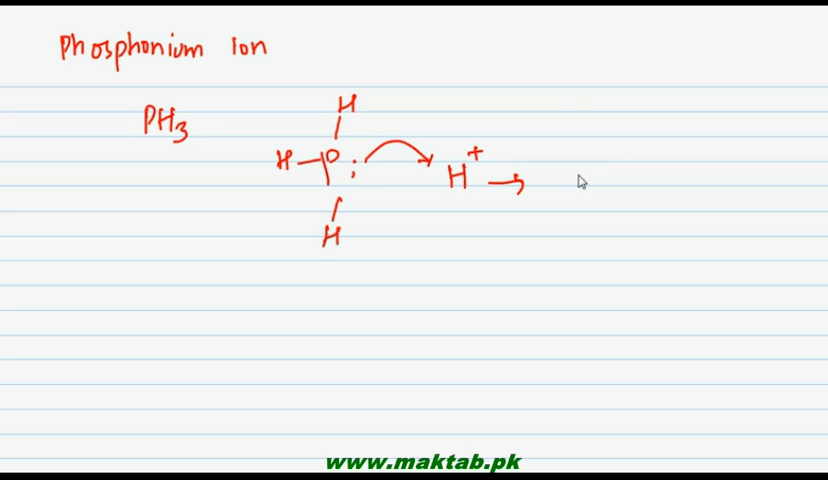 Phosphonium Ion
PH3
H
H–P: H+ →
H
www.maktab.pk